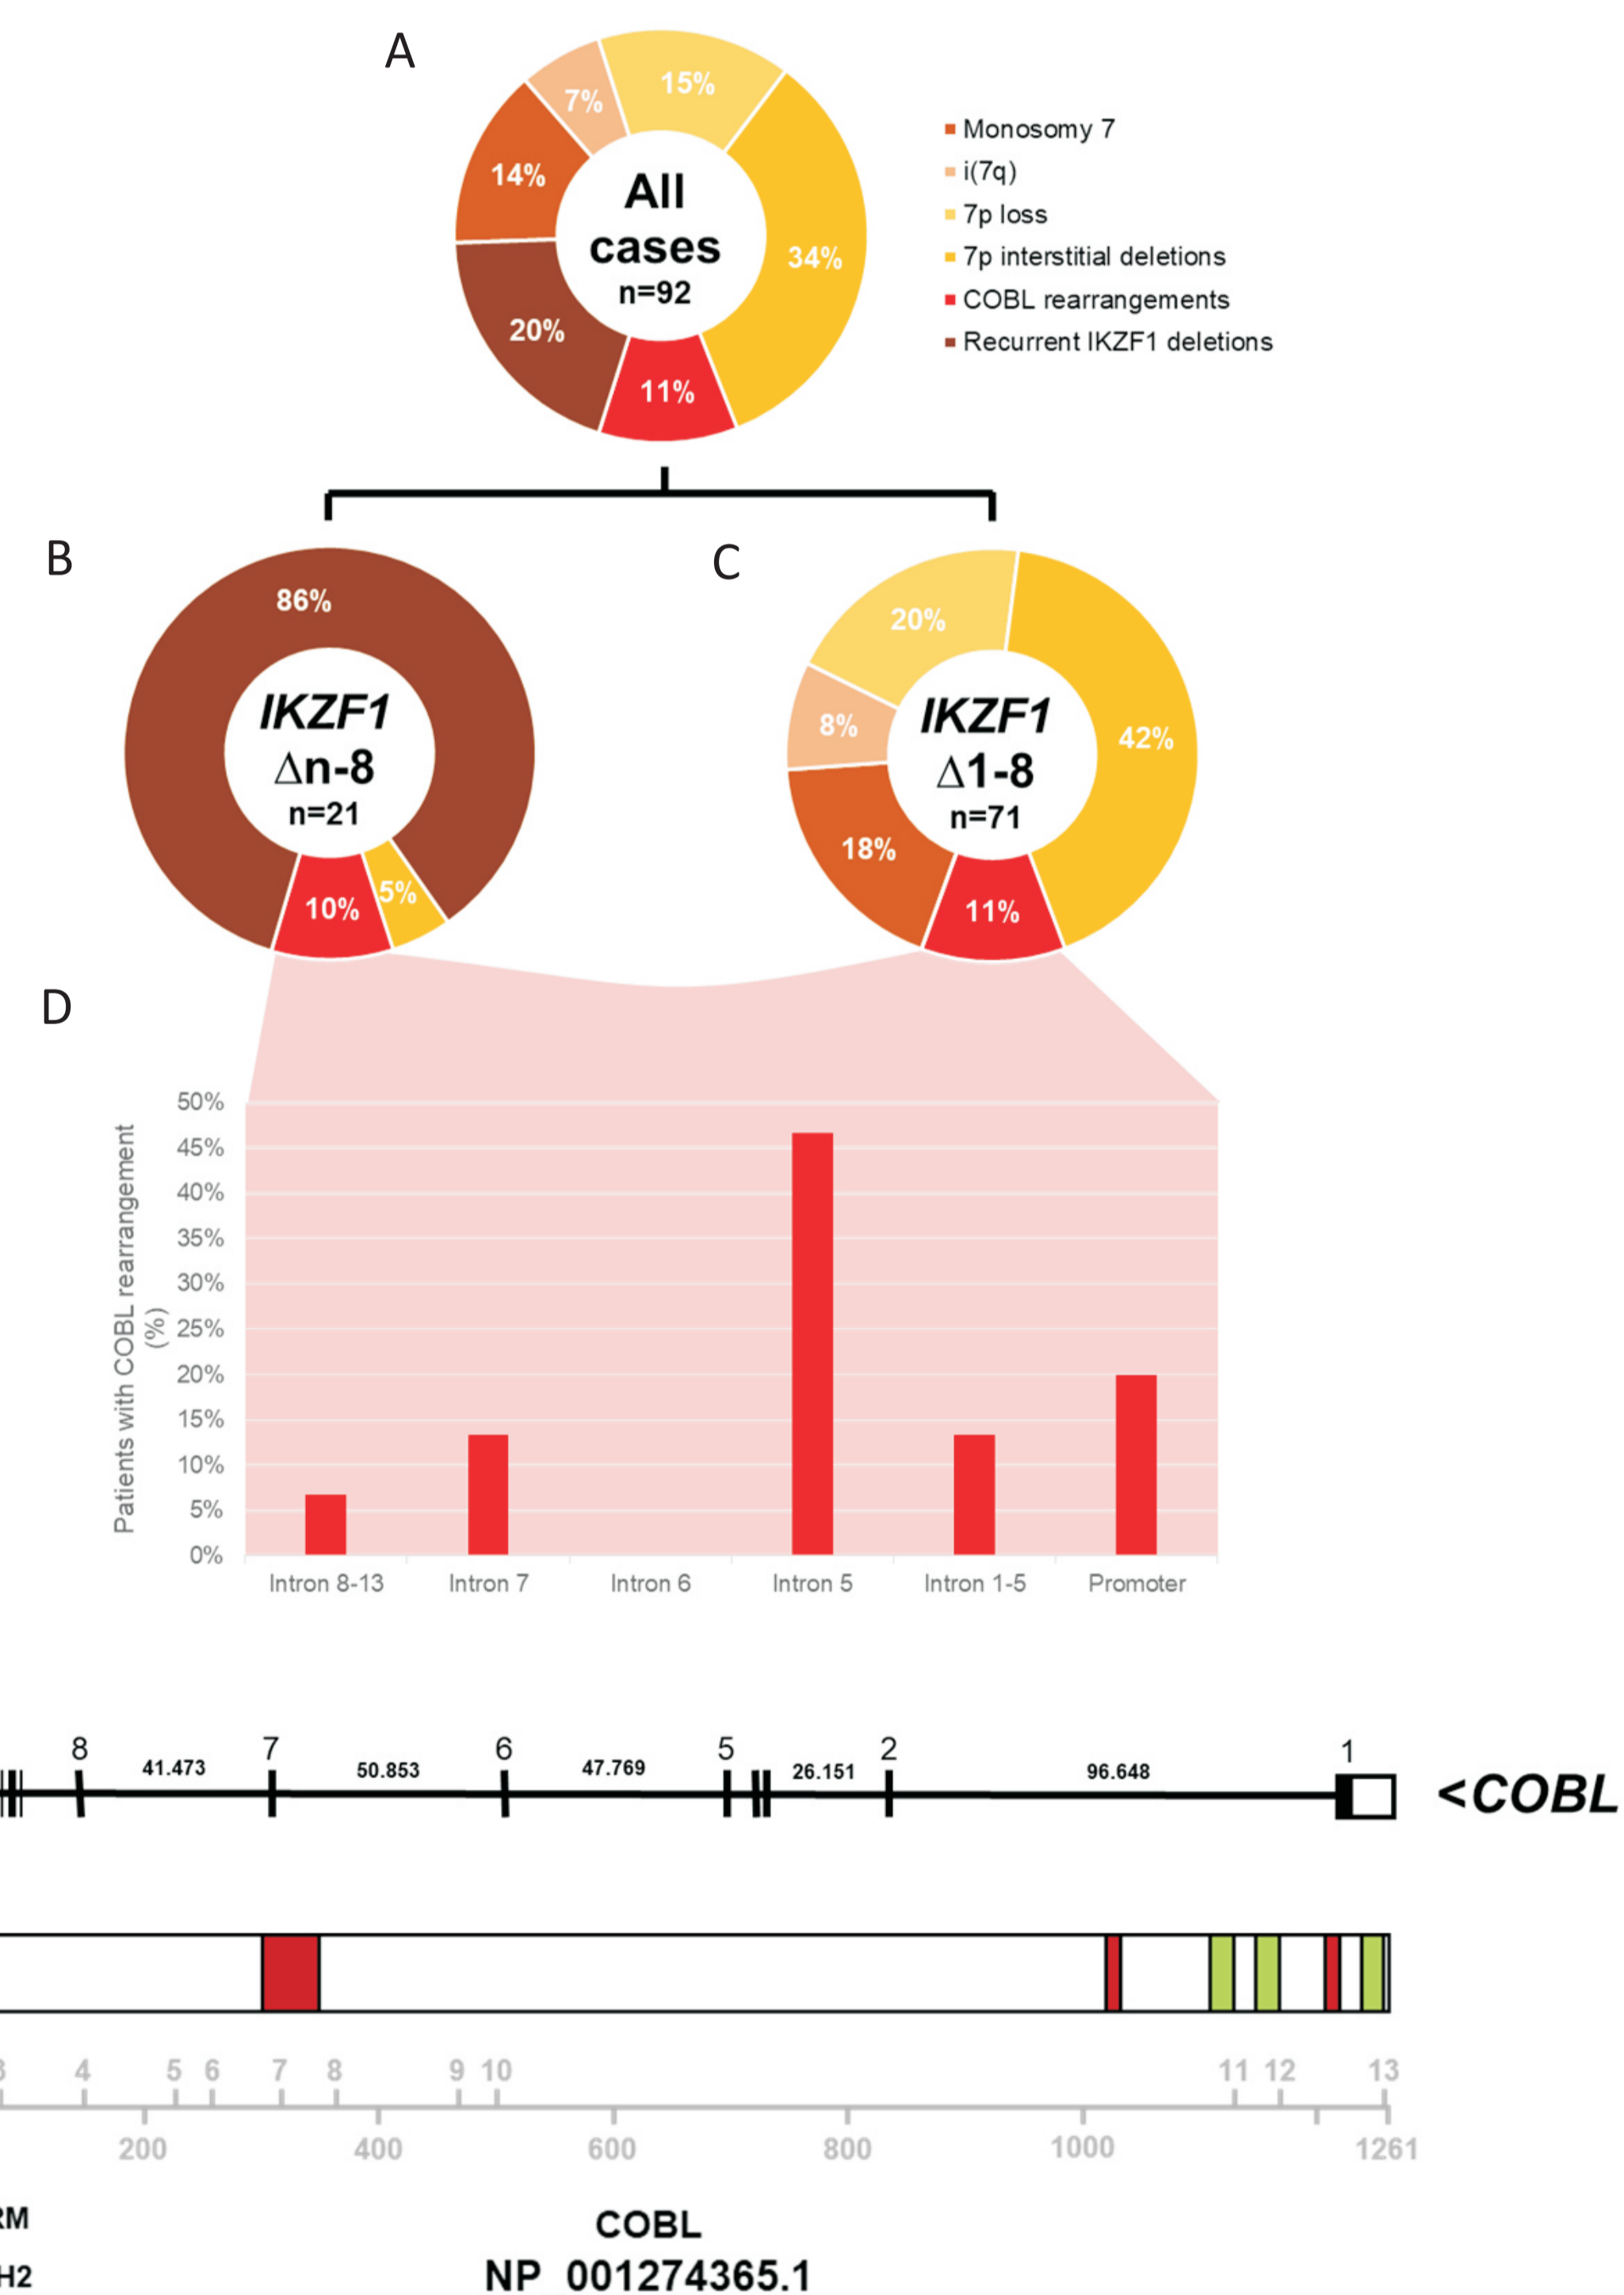 A
15%
7%
14%
All
cases
n=92
34%
20%
11%
Monosomy 7
i(7q)
7p loss
7p interstitial deletions
COBL rearrangements
Recurrent IKZF1 deletions
B
86%
IKZF1
Δn-8
n=21
5%
10%
C
20%
8%
IKZF1
Δ1-8
n=71
42%
18%
11%
D
Patients with COBL rearrangement
(%)
50%
45%
40%
35%
30%
25%
20%
15%
10%
5%
0%
Intron 8-13 Intron 7 Intron 6 Intron 5 Intron 1-5 Promoter
8 7 6 5 2 1
41.473 50.853 47.769 26.151 96.648
<COBL
4 5 6 7 8 9 10 11 12 13
200 400 600 800 1000 1261
COBL
NP_001274365.1